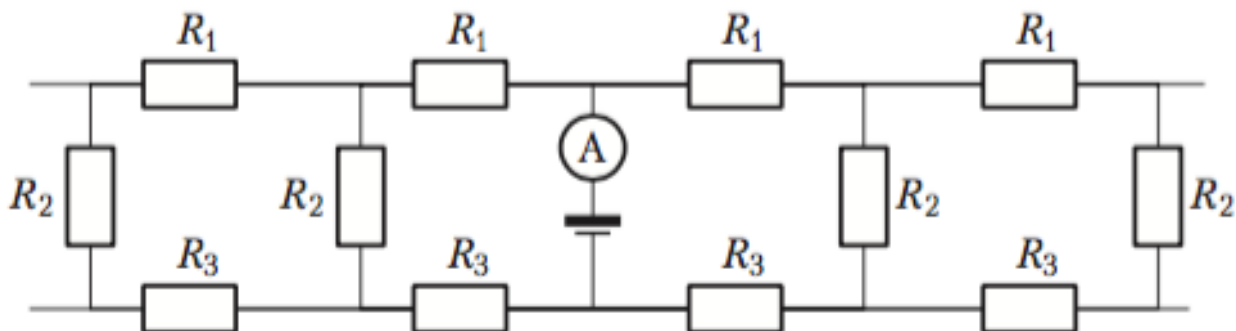 R₁ R₁ R₁ R₁
A
R₂ R₂ R₂ R₂
R₃ R₃ R₃ R₃